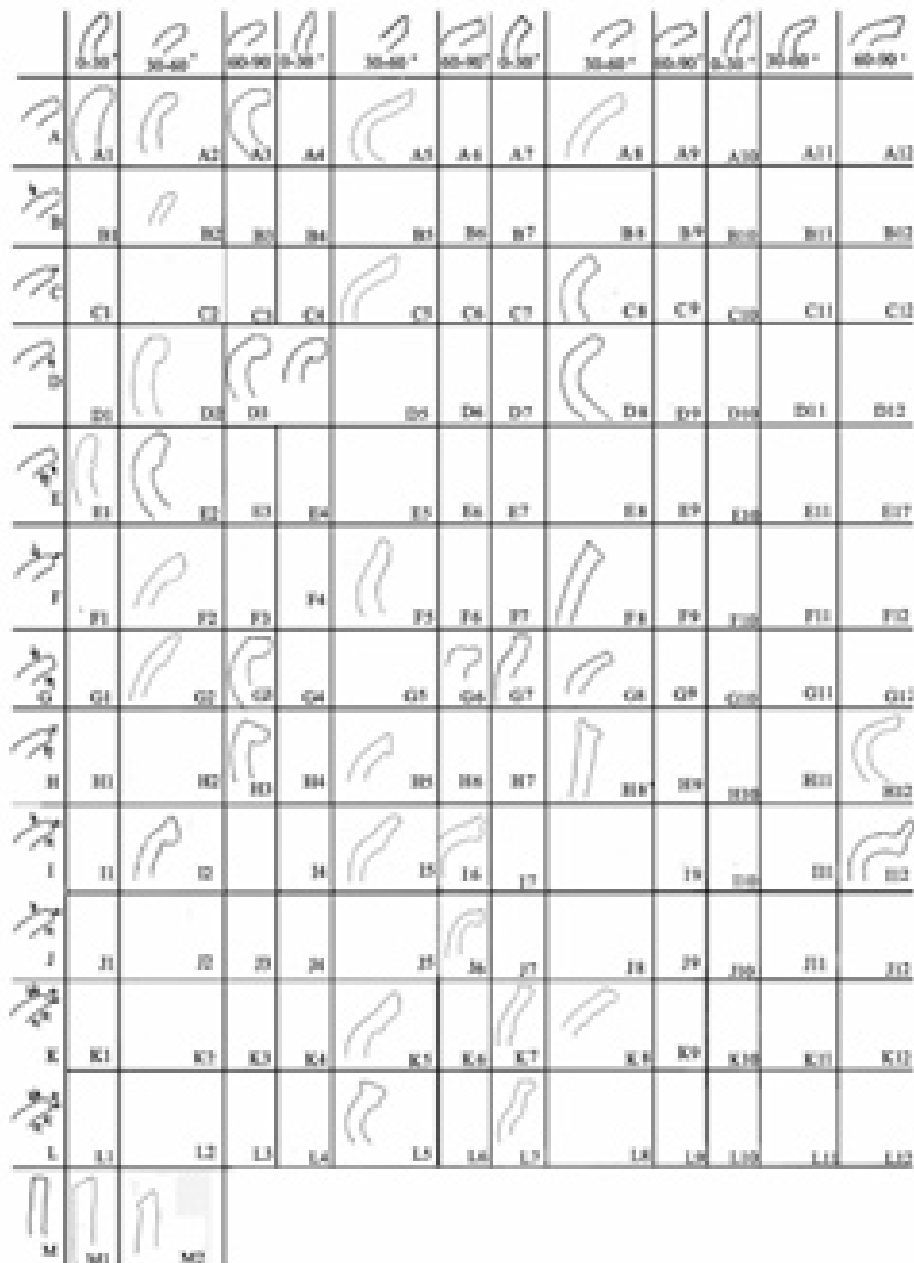 0-30° 30-60° 60-90° 0-30° 30-60° 60-90° 0-30° 30-60° 60-90° 0-30° 30-60° 60-90°
A A1 A2 A3 A4 A5 A6 A7 A8 A9 A10 A11 A12
B B1 B2 B3 B4 B5 B6 B7 B8 B9 B10 B11 B12
C C1 C2 C3 C4 C5 C6 C7 C8 C9 C10 C11 C12
D D1 D2 D3 D5 D6 D7 D8 D9 D10 D11 D12
E E1 E2 E3 E4 E5 E6 E7 E8 E9 E10 E11 E12
F F1 F2 F3 F4 F5 F6 F7 F8 F9 F10 F11 F12
G G1 G2 G3 G4 G5 G6 G7 G8 G9 G10 G11 G12
H H1 H2 H3 H4 H5 H6 H7 H8 H9 H10 H11 H12
I I1 I2 I4 I5 I6 I7 I9 I10 I11 I12
J J1 J2 J3 J4 J5 J6 J7 J8 J9 J10 J11 J12
K K1 K2 K3 K4 K5 K6 K7 K8 K9 K10 K11 K12
L L1 L2 L3 L4 L5 L6 L7 L8 L9 L10 L11 L12
M M1 M2